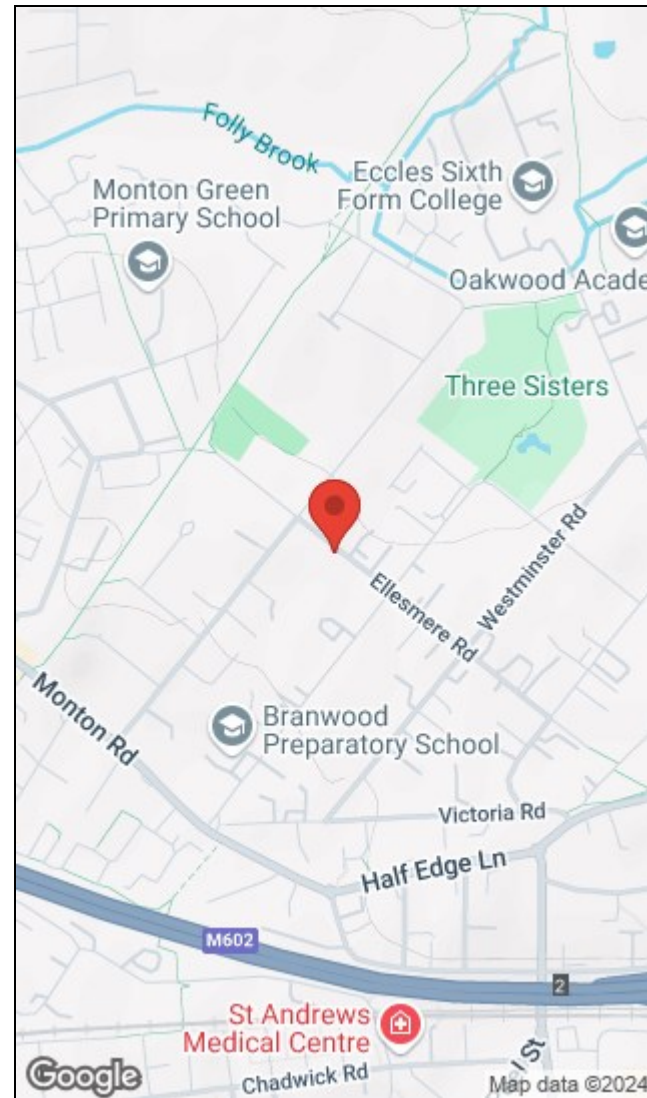 Folly Brook
Eccles Sixth
Form College
Monton Green
Primary School
Oakwood Acade
Three Sisters
Westminster Rd
Ellesmere Rd
Monton Rd
Branwood
Preparatory School
Victoria Rd
Half Edge Ln
M602
2
St Andrews
Medical Centre
Chadwick Rd
el St
Google
Map data ©2024